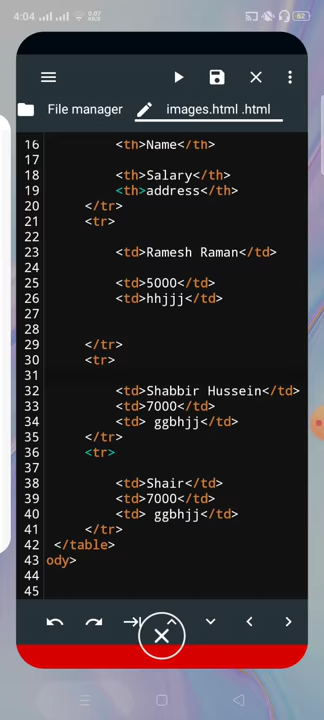 4:04 0.07 62
File manager images.html .html
16 <th>Name</th>
17
18 <th>Salary</th>
19 <th>address</th>
20 </tr>
21 <tr>
22
23 <td>Ramesh Raman</td>
24
25 <td>5000</td>
26 <td>hhjjj</td>
27
28
29 </tr>
30 <tr>
31
32 <td>Shabbir Hussein</td>
33 <td>7000</td>
34 <td> ggbhjj</td>
35 </tr>
36 <tr>
37
38 <td>Shair</td>
39 <td>7000</td>
40 <td> ggbhjj</td>
41 </tr>
42 </table>
43 ody>
44
45